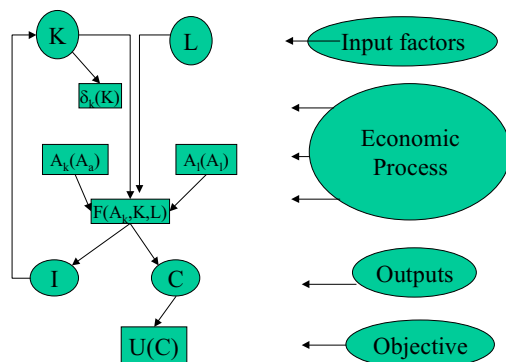 K
L
Input factors
δk(K)
Economic
Process
Ak(Aa)
Al(Al)
F(Ak,K,L)
I
C
Outputs
U(C)
Objective